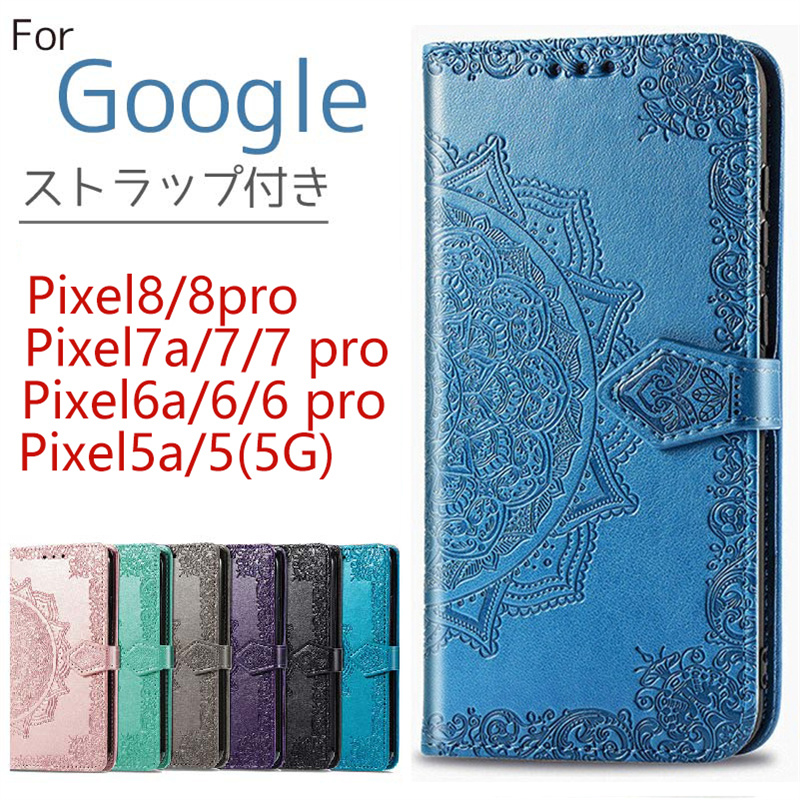 For
Google
ストラップ付き
Pixel8/8pro
Pixel7a/7/7 pro
Pixel6a/6/6 pro
Pixel5a/5(5G)